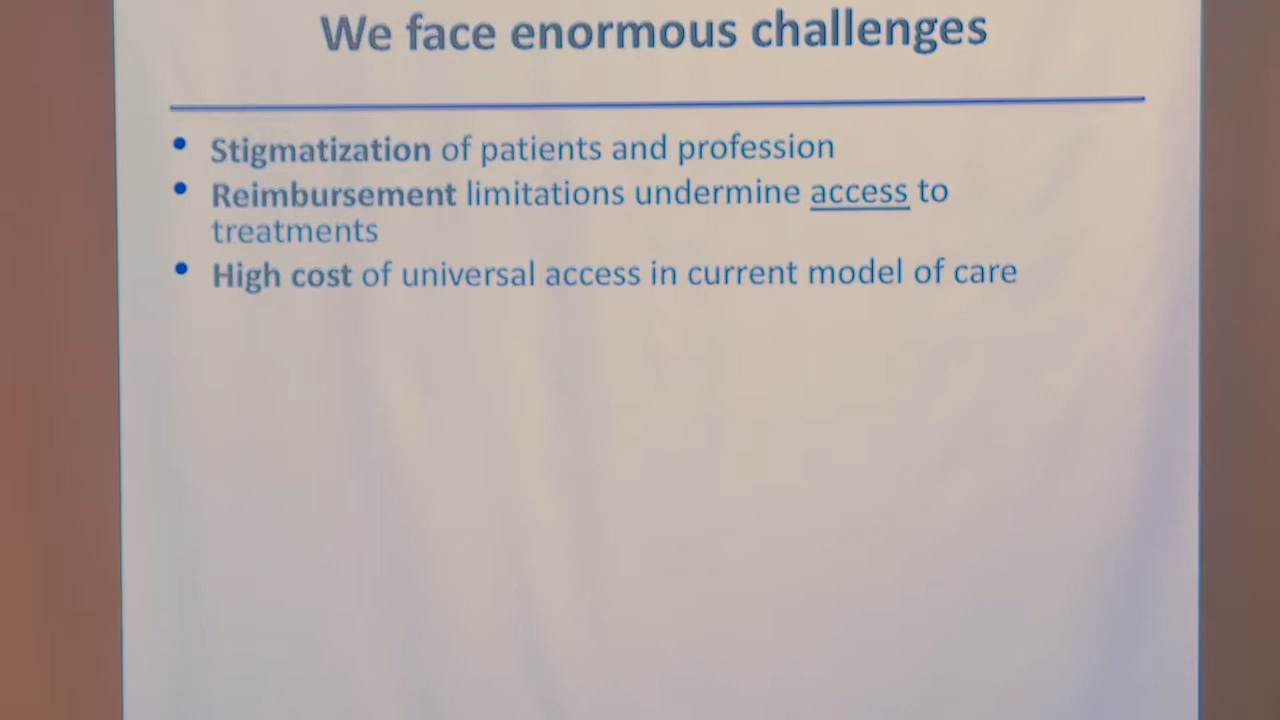 We face enormous challenges
• Stigmatization of patients and profession
• Reimbursement limitations undermine access to
treatments
• High cost of universal access in current model of care